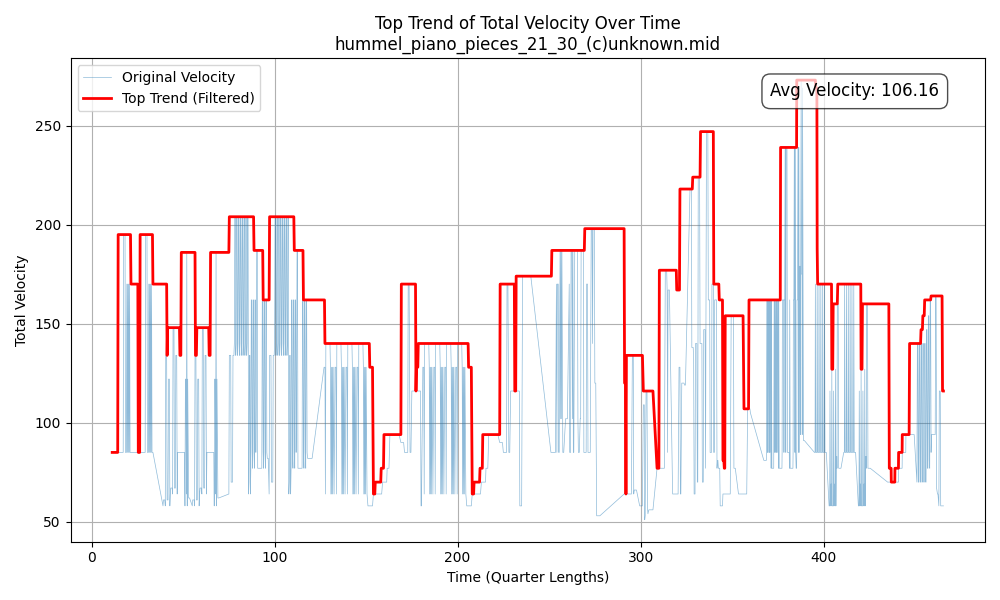 Top Trend of Total Velocity Over Time
hummel_piano_pieces_21_30_(c)unknown.mid
Original Velocity
Top Trend (Filtered)
Avg Velocity: 106.16
Total Velocity
250
200
150
100
50
0 100 200 300 400
Time (Quarter Lengths)